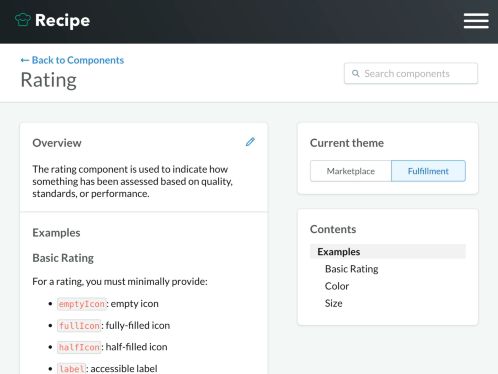 Recipe
← Back to Components
Rating
Search components
Overview
The rating component is used to indicate how
something has been assessed based on quality,
standards, or performance.
Examples
Basic Rating
For a rating, you must minimally provide:
• emptyIcon: empty icon
• fullIcon: fully-filled icon
• halfIcon: half-filled icon
• label: accessible label
Current theme
Marketplace
Fulfillment
Contents
Examples
Basic Rating
Color
Size